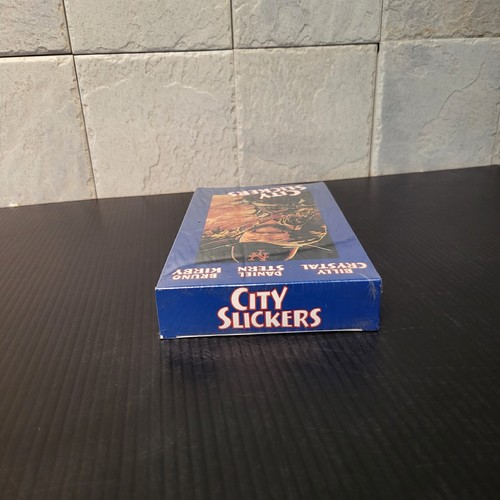 CITY
SLICKERS
BILLY
CRYSTAL
DANIEL
STERN
BRUNO
KIRBY
CITY
SLICKERS